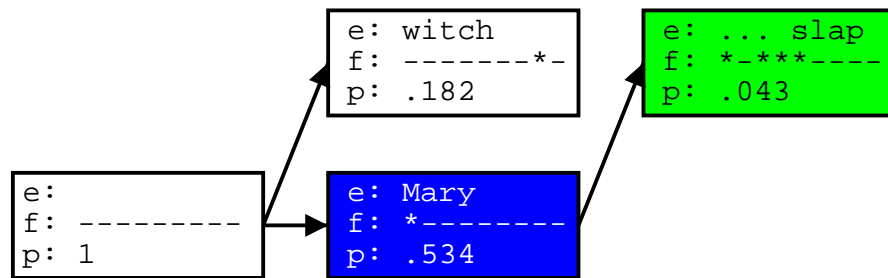 e: witch
f: -------*-
p: .182
e: ... slap
f: *-***----
p: .043
e:
f: ---------
p: 1
e: Mary
f: *--------
p: .534